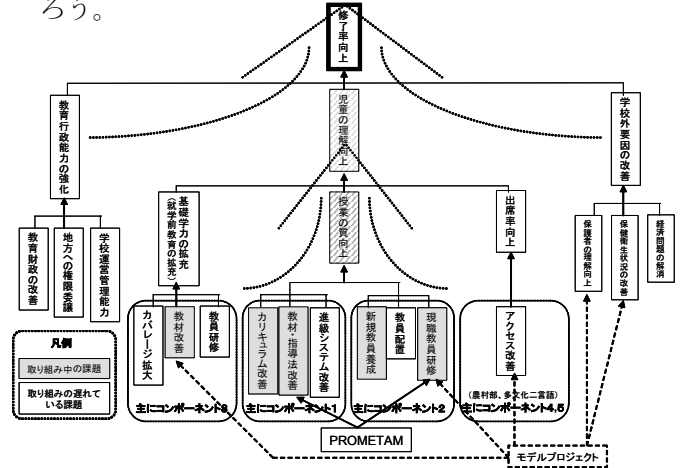 ろう。
修了率向上
教育行政能力の強化
児童の理解向上
学校外要因の改善
基礎学力の拡充
(就学前教育の拡充)
授業の質向上
出席率向上
教育財政の改善
地方への権限委譲
学校運営管理能力
保護者の理解向上
保健衛生状況の改善
経済問題の解消
カバレージ拡大
教材改善
教員研修
カリキュラム改善
教材・指導法改善
進級システム改善
新規教員養成
教員配置
現職教員研修
アクセス改善
(農村部、多文化二言語)
凡例
取り組み中の課題
取り組みの遅れて
いる課題
主にコンポーネント3
主にコンポーネント1
主にコンポーネント2
主にコンポーネント4,5
PROMETAM
モデルプロジェクト